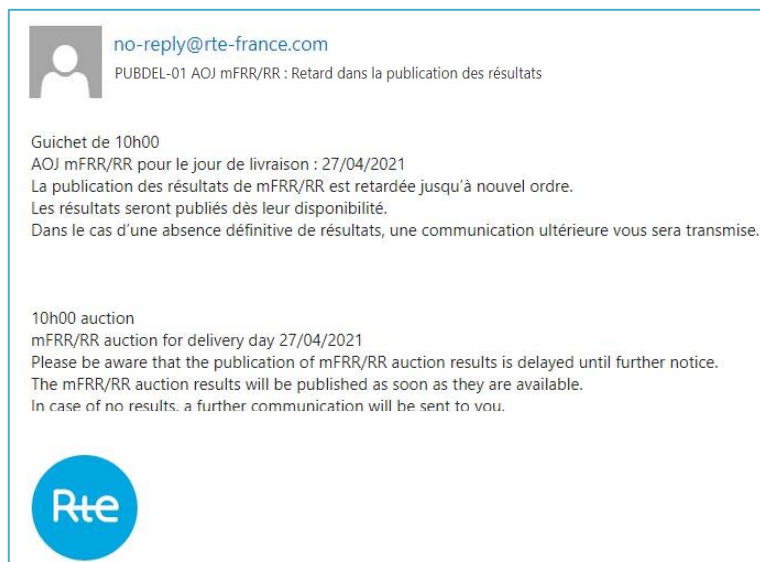 no-reply@rte-france.com
PUBDEL-01 AOJ mFRR/RR : Retard dans la publication des résultats
Guichet de 10h00
AOJ mFRR/RR pour le jour de livraison : 27/04/2021
La publication des résultats de mFRR/RR est retardée jusqu'à nouvel ordre.
Les résultats seront publiés dès leur disponibilité.
Dans le cas d'une absence définitive de résultats, une communication ultérieure vous sera transmise.
10h00 auction
mFRR/RR auction for delivery day 27/04/2021
Please be aware that the publication of mFRR/RR auction results is delayed until further notice.
The mFRR/RR auction results will be published as soon as they are available.
In case of no results, a further communication will be sent to you.
Rte